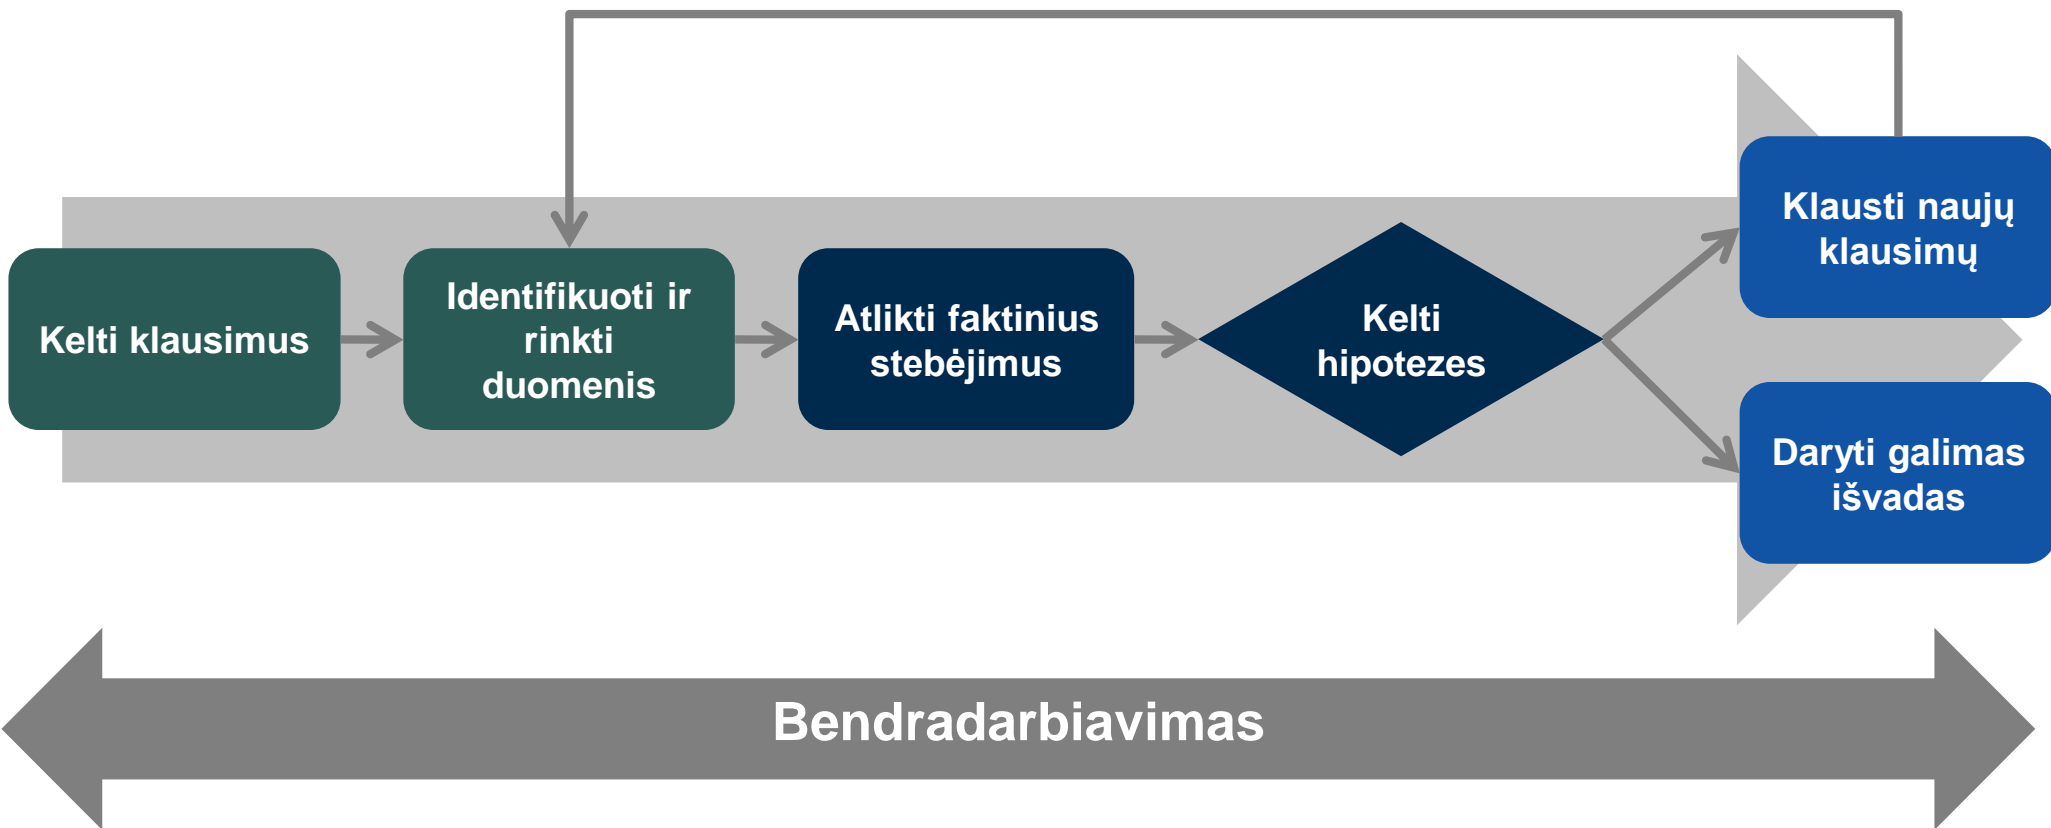 Kelti klausimus
Identifikuoti ir
rinkti
duomenis
Atlikti faktinius
stebėjimus
Kelti
hipotezes
Klausti naujų
klausimų
Daryti galimas
išvadas
Bendradarbiavimas